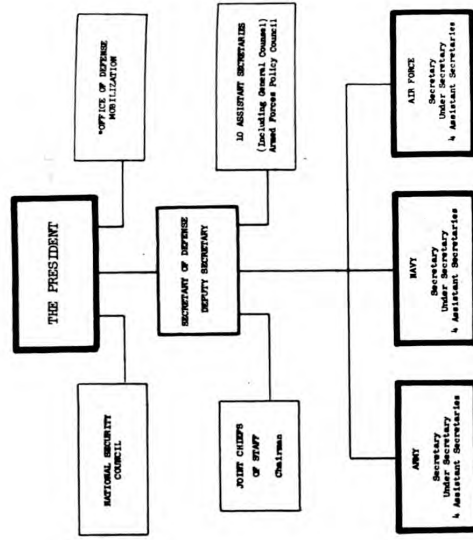 THE PRESIDENT
NATIONAL SECURITY
COUNCIL
*OFFICE OF DEFENSE
MOBILIZATION
SECRETARY OF DEFENSE
DEPUTY SECRETARY
JOINT CHIEFS
OF STAFF
Chairman
10 ASSISTANT SECRETARIES
(Including General Counsel)
Armed Forces Policy Council
ARMY
Secretary
Under Secretary
4 Assistant Secretaries
NAVY
Secretary
Under Secretary
4 Assistant Secretaries
AIR FORCE
Secretary
Under Secretary
4 Assistant Secretaries